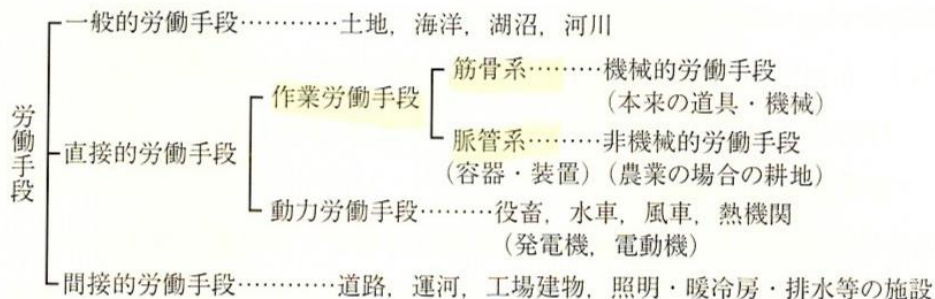 一般的労働手段…………土地，海洋，湖沼，河川
筋骨系………機械的労働手段
作業労働手段
（本来の道具・機械）
労働手段
直接的労働手段
脈管系………非機械的労働手段
（容器・装置）（農業の場合の耕地）
動力労働手段………役畜，水車，風車，熱機関
（発電機，電動機）
間接的労働手段…………道路，運河，工場建物，照明・暖冷房・排水等の施設